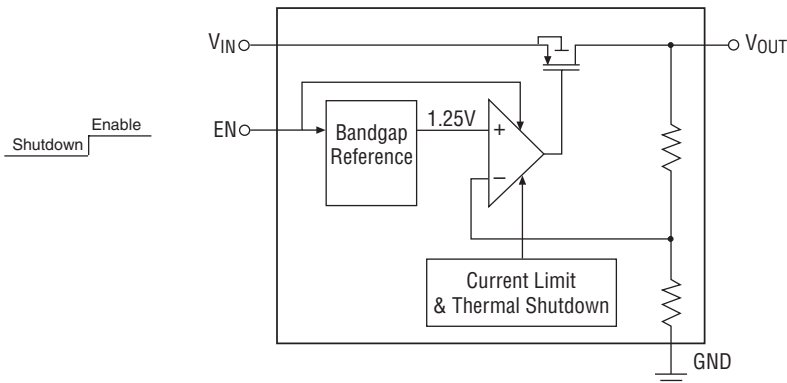 VIN
VOUT
EN
Enable
Shutdown
Bandgap
Reference
1.25V
+
−
Current Limit
& Thermal Shutdown
GND